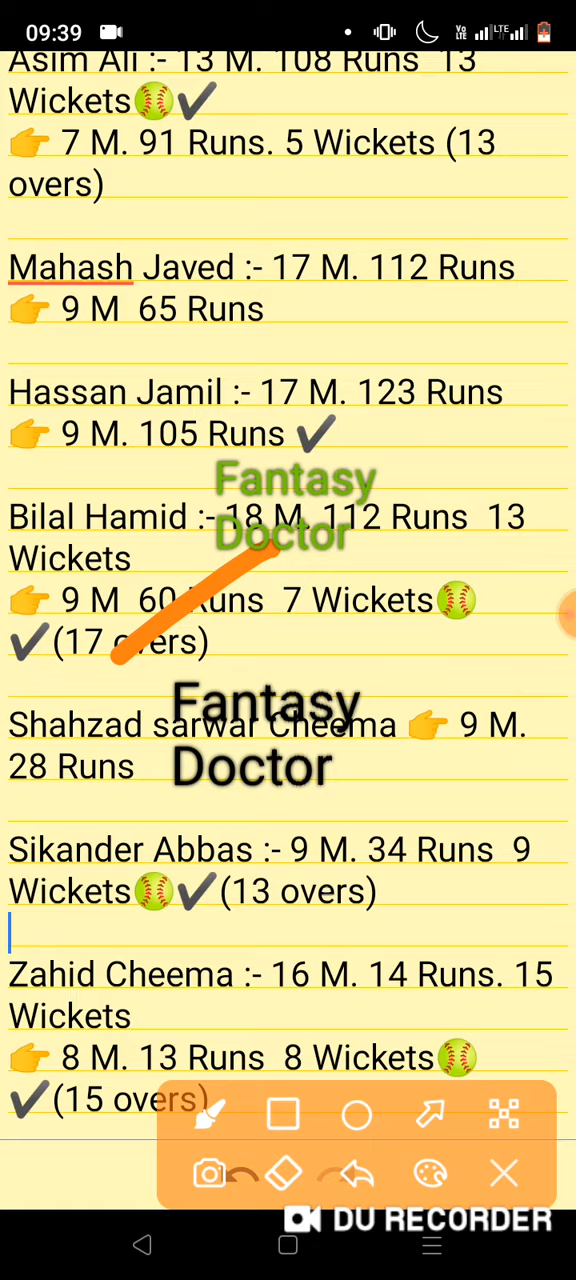 09:39
Asim Ali :- 13 M. 108 Runs 13
Wickets🥎✔
👉 7 M. 91 Runs. 5 Wickets (13
overs)
Mahash Javed :- 17 M. 112 Runs
👉 9 M 65 Runs
Hassan Jamil :- 17 M. 123 Runs
👉 9 M. 105 Runs ✔
Fantasy
Doctor
Bilal Hamid :- 18 M. 112 Runs 13
Wickets
👉 9 M 60 Runs 7 Wickets🥎
✔(17 overs)
Fantasy
Doctor
Shahzad sarwar Cheema 👉 9 M.
28 Runs
Sikander Abbas :- 9 M. 34 Runs 9
Wickets🥎✔(13 overs)
Zahid Cheema :- 16 M. 14 Runs. 15
Wickets
👉 8 M. 13 Runs 8 Wickets🥎
✔(15 overs)
DU RECORDER